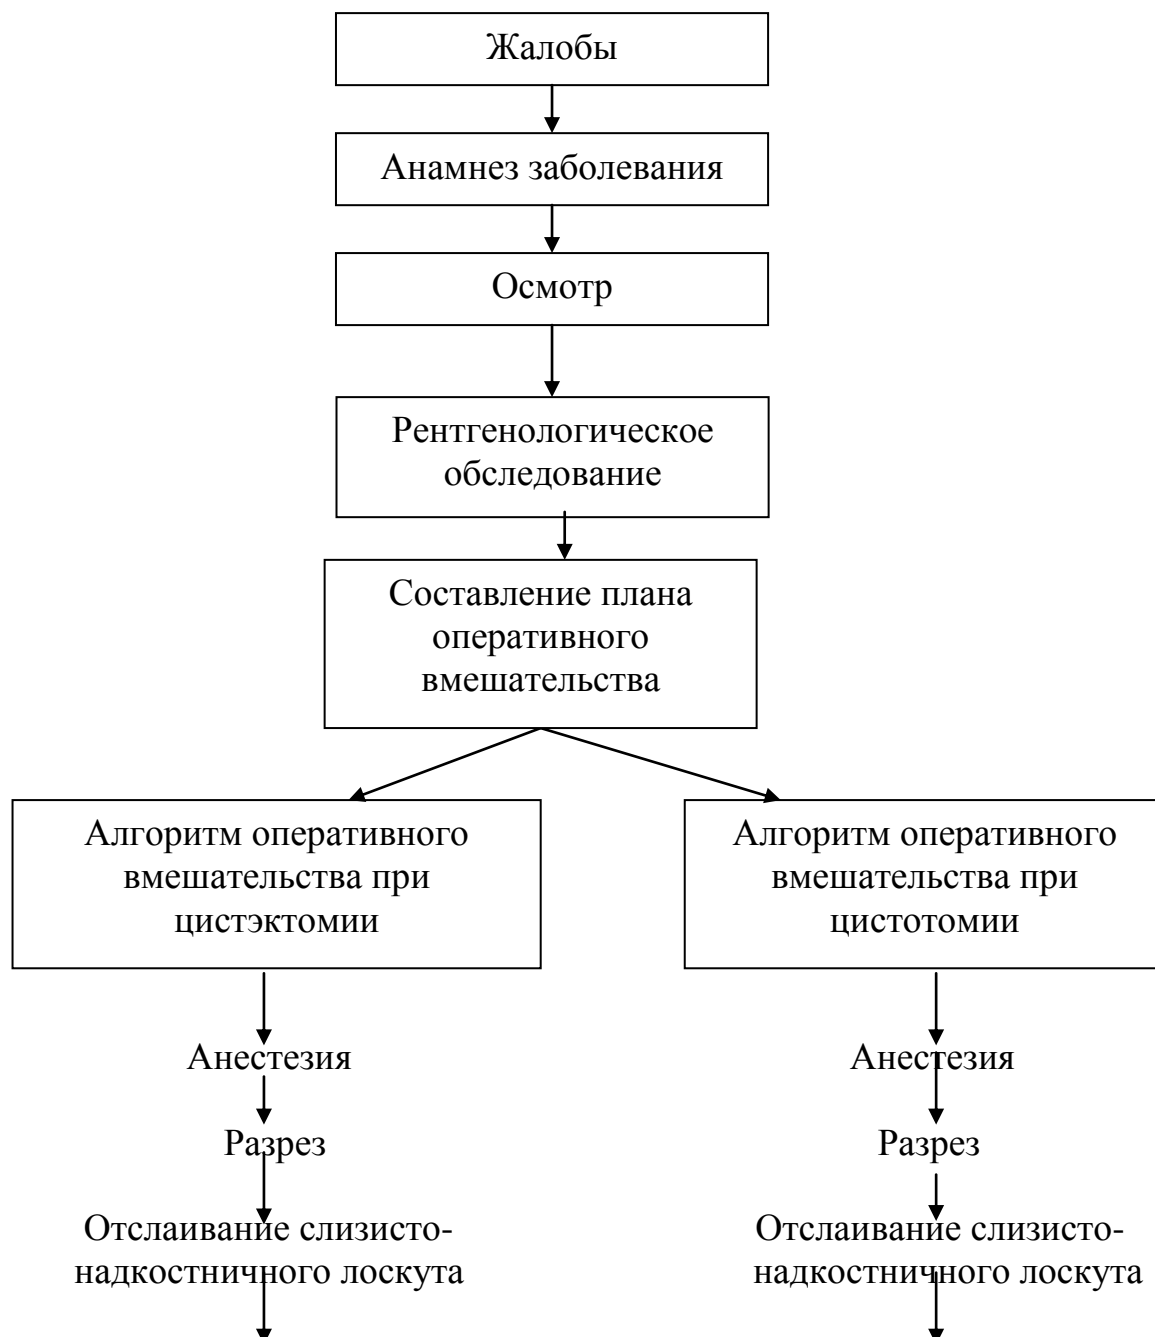 Жалобы
Анамнез заболевания
Осмотр
Рентгенологическое
обследование
Составление плана
оперативного
вмешательства
Алгоритм оперативного
вмешательства при
цистэктомии
Алгоритм оперативного
вмешательства при
цистотомии
Анестезия
Анестезия
Разрез
Разрез
Отслаивание слизисто-
надкостничного лоскута
Отслаивание слизисто-
надкостничного лоскута